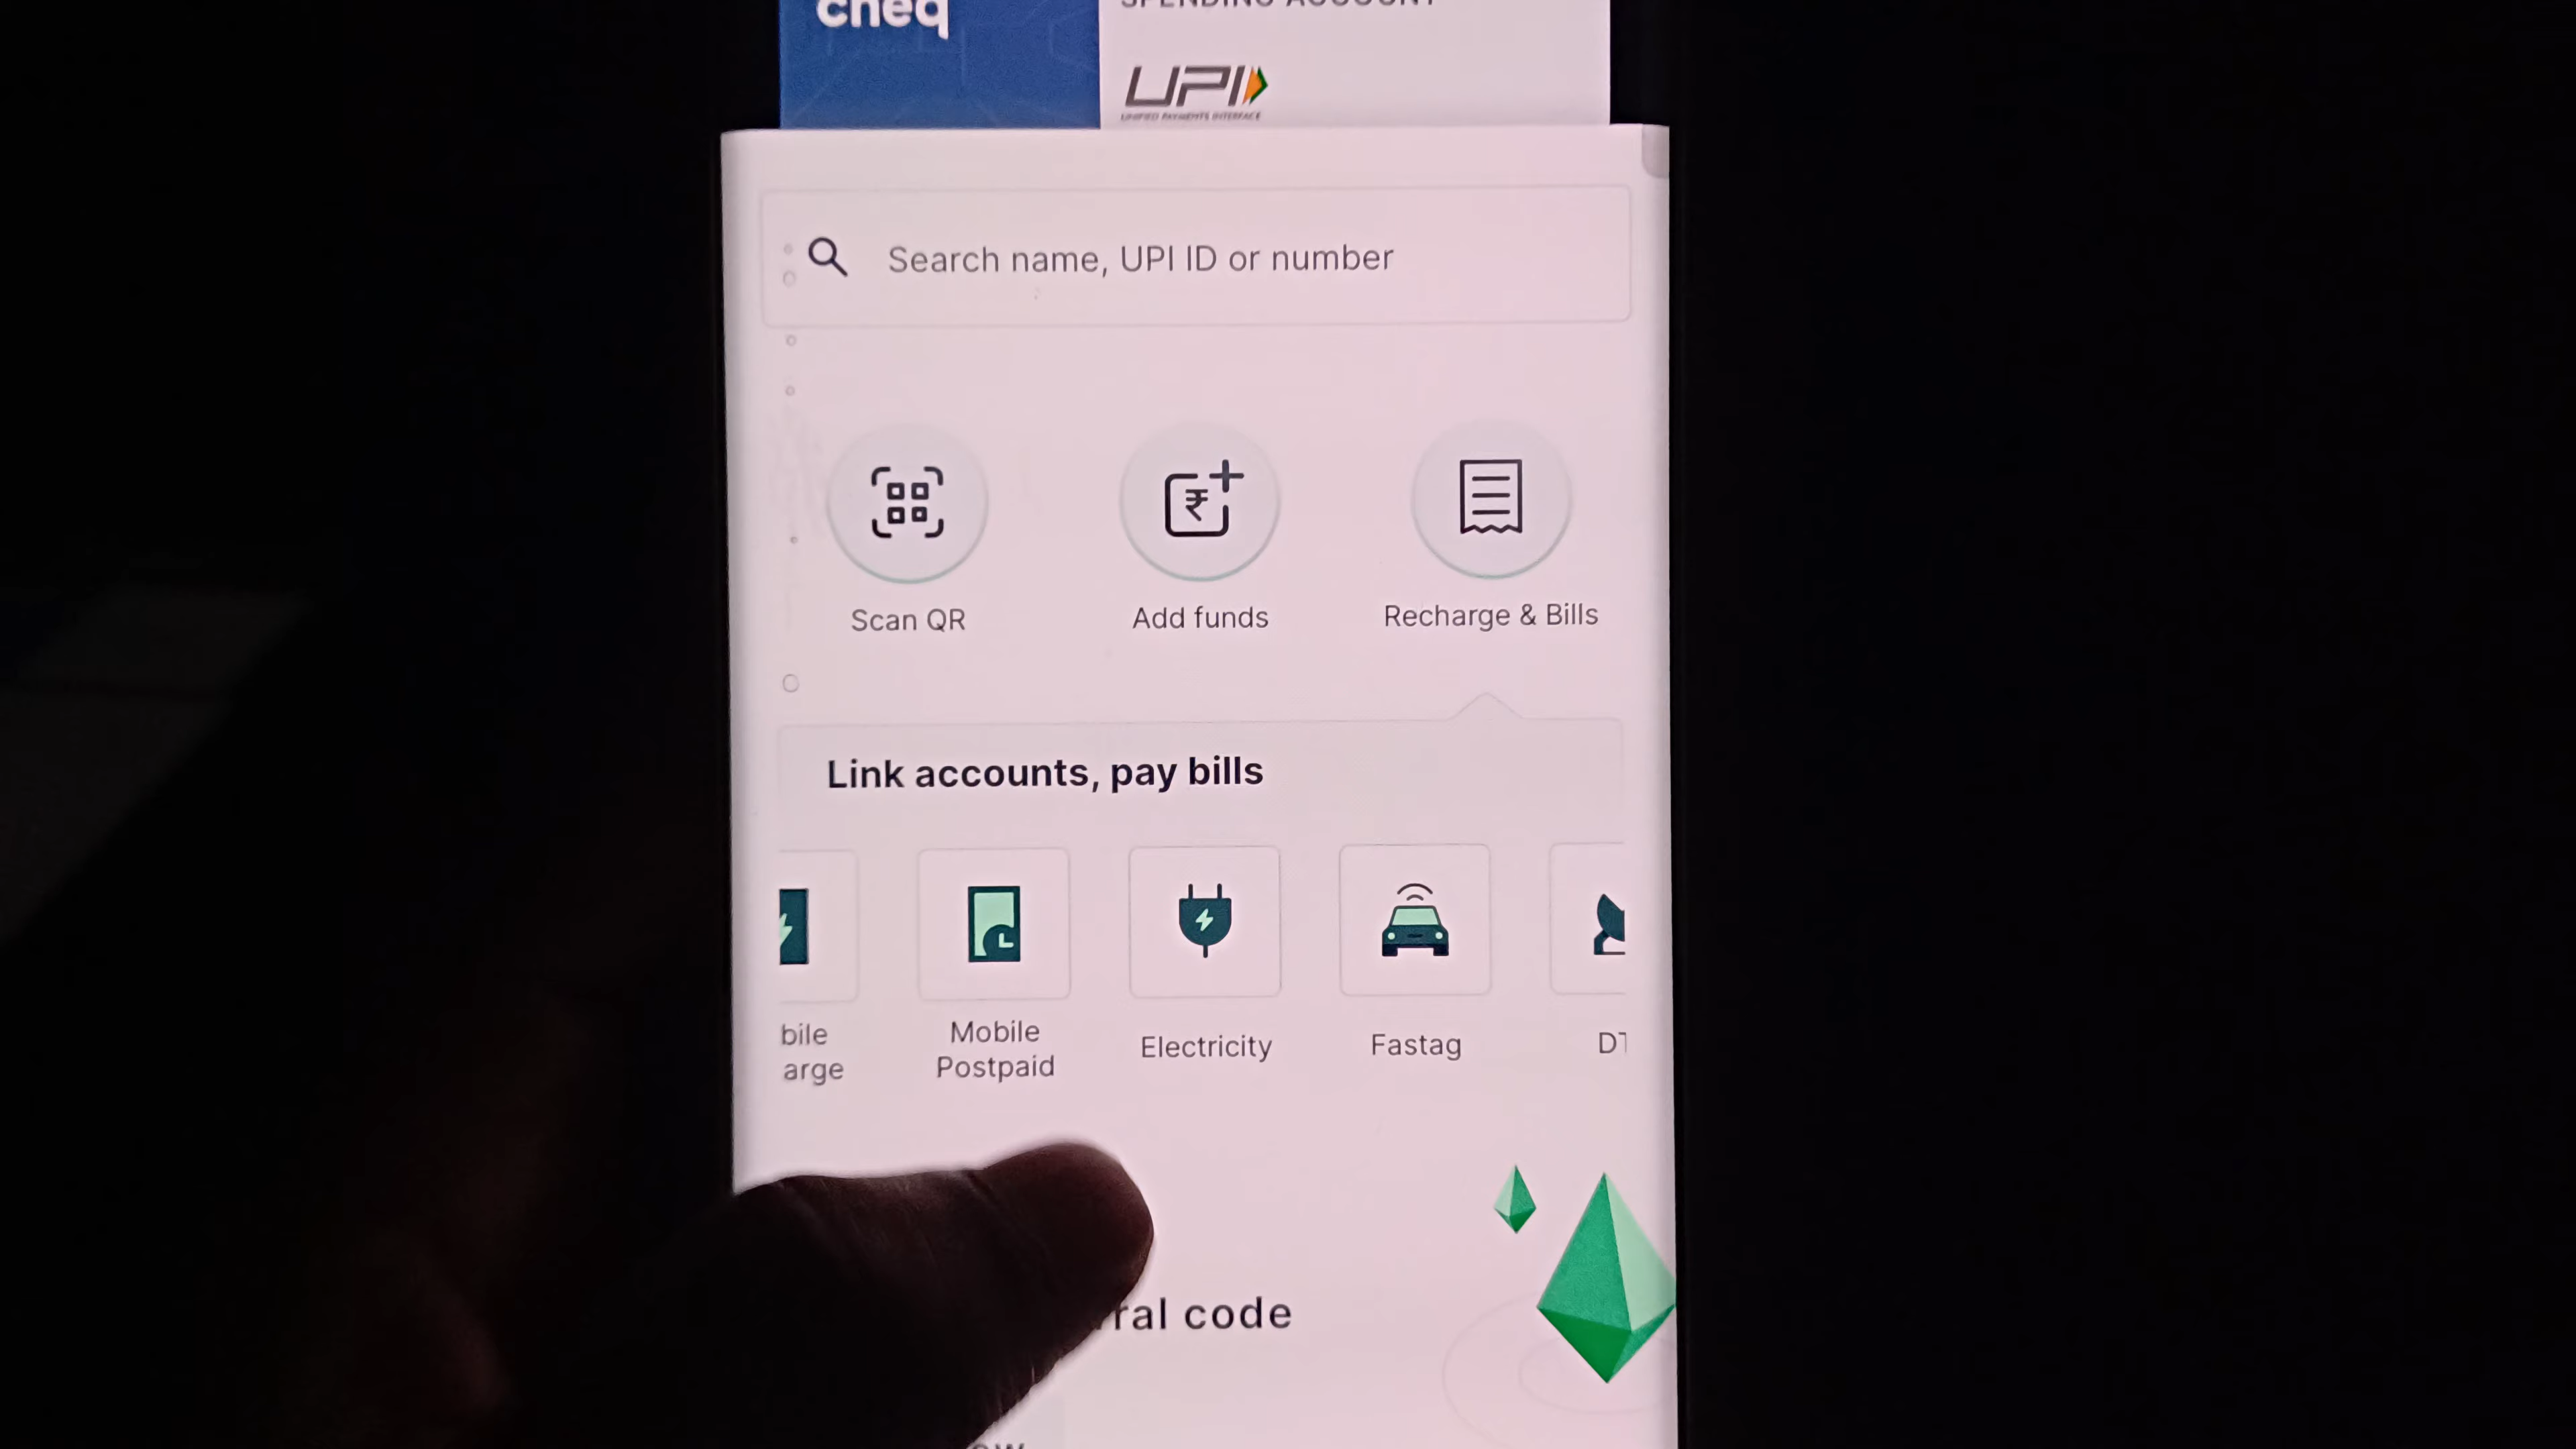 cheq
SPENDING ACCOUNT
UPI
UNIFIED PAYMENTS INTERFACE
Search name, UPI ID or number
Scan QR
Add funds
Recharge & Bills
Link accounts, pay bills
bile
arge
Mobile
Postpaid
Electricity
Fastag
DT
ral code